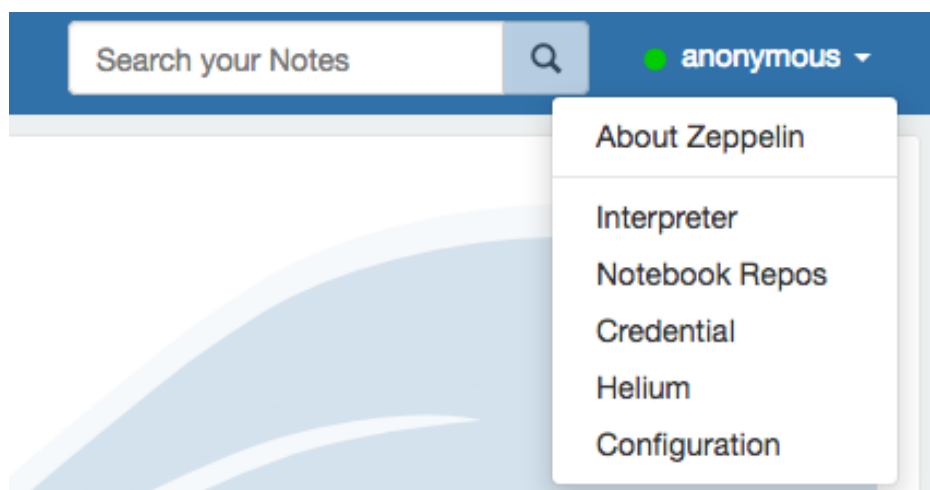 Search your Notes
anonymous
About Zeppelin
Interpreter
Notebook Repos
Credential
Helium
Configuration